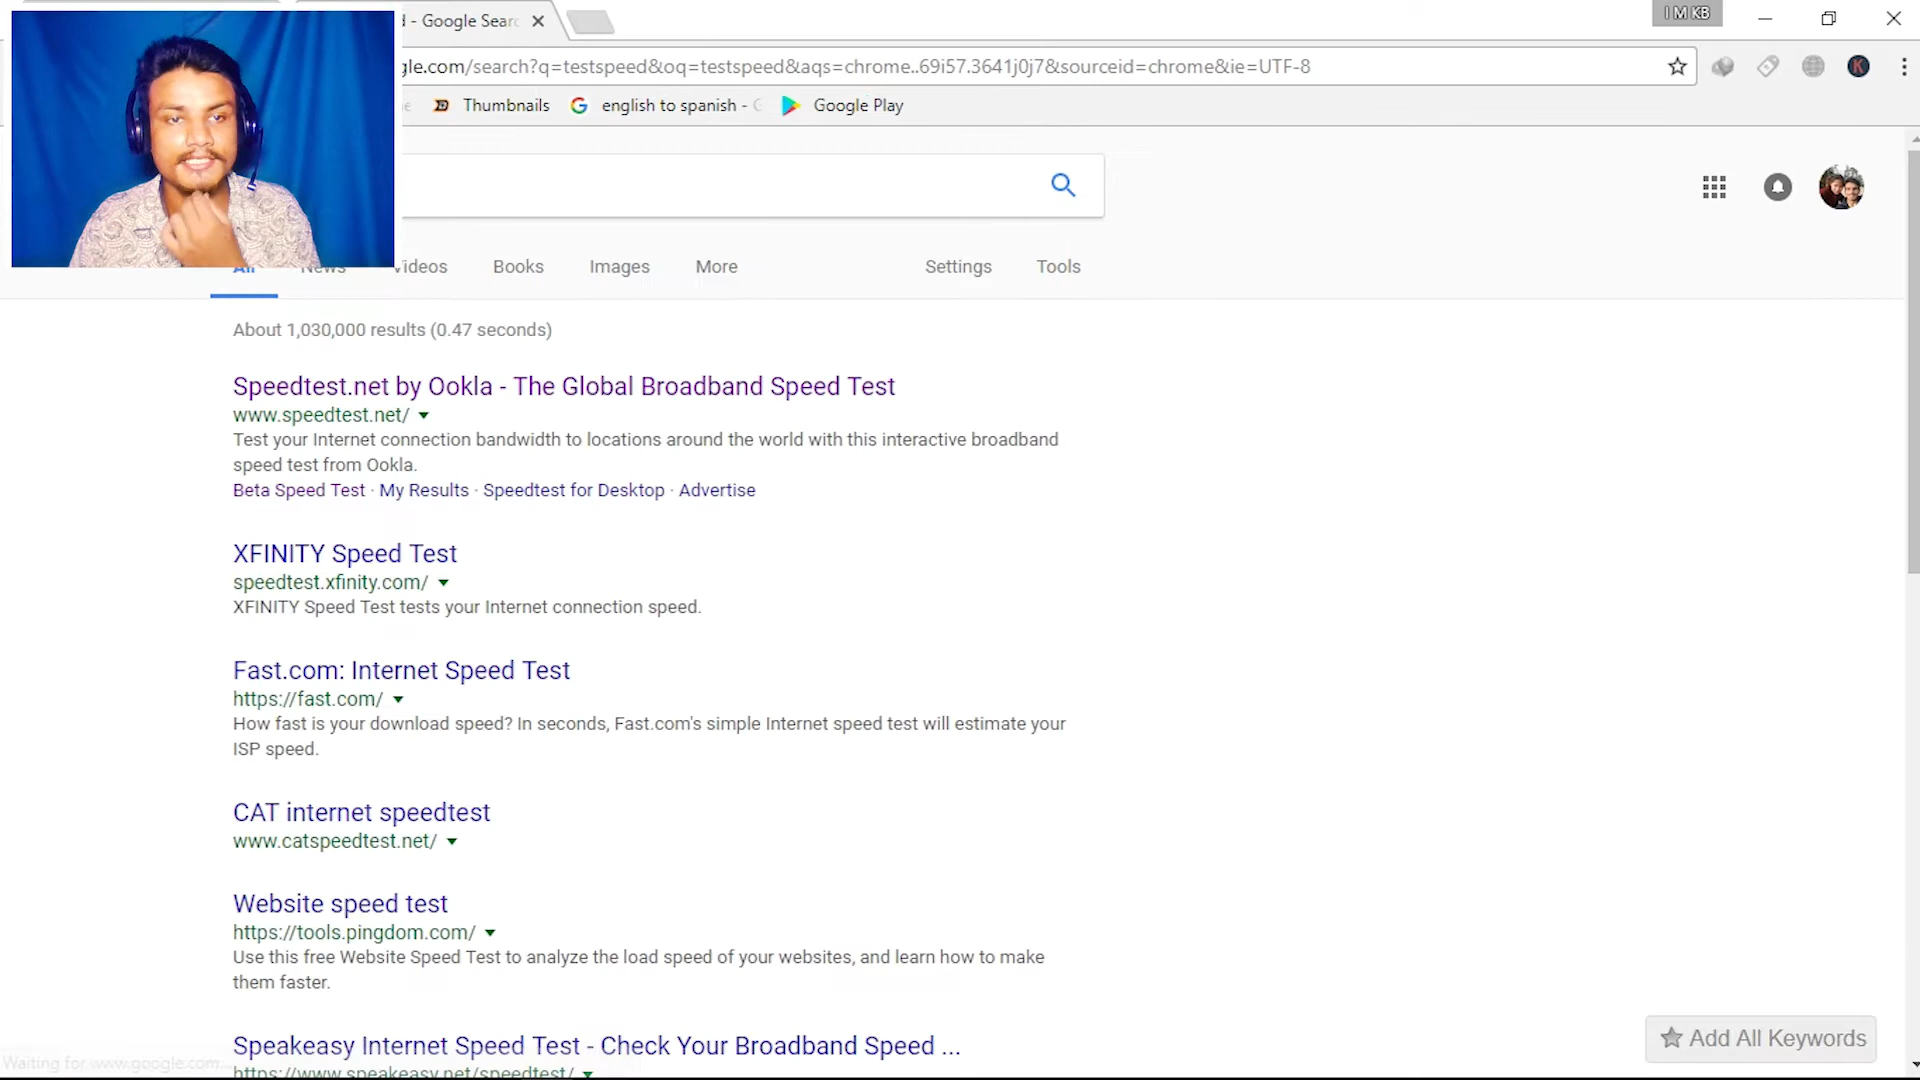 d - Google Searc
I M KB
gle.com/search?q=testspeed&oq=testspeed&aqs=chrome..69i57.3641j0j7&sourceid=chrome&ie=UTF-8
K
Thumbnails
english to spanish - G
Google Play
All
News
Videos
Books
Images
More
Settings
Tools
About 1,030,000 results (0.47 seconds)
Speedtest.net by Ookla - The Global Broadband Speed Test
www.speedtest.net/
Test your Internet connection bandwidth to locations around the world with this interactive broadband
speed test from Ookla.
Beta Speed Test · My Results · Speedtest for Desktop · Advertise
XFINITY Speed Test
speedtest.xfinity.com/
XFINITY Speed Test tests your Internet connection speed.
Fast.com: Internet Speed Test
https://fast.com/
How fast is your download speed? In seconds, Fast.com's simple Internet speed test will estimate your
ISP speed.
CAT internet speedtest
www.catspeedtest.net/
Website speed test
https://tools.pingdom.com/
Use this free Website Speed Test to analyze the load speed of your websites, and learn how to make
them faster.
Add All Keywords
Speakeasy Internet Speed Test - Check Your Broadband Speed ...
Waiting for www.google.com...
https://www.speakeasy.net/speedtest/